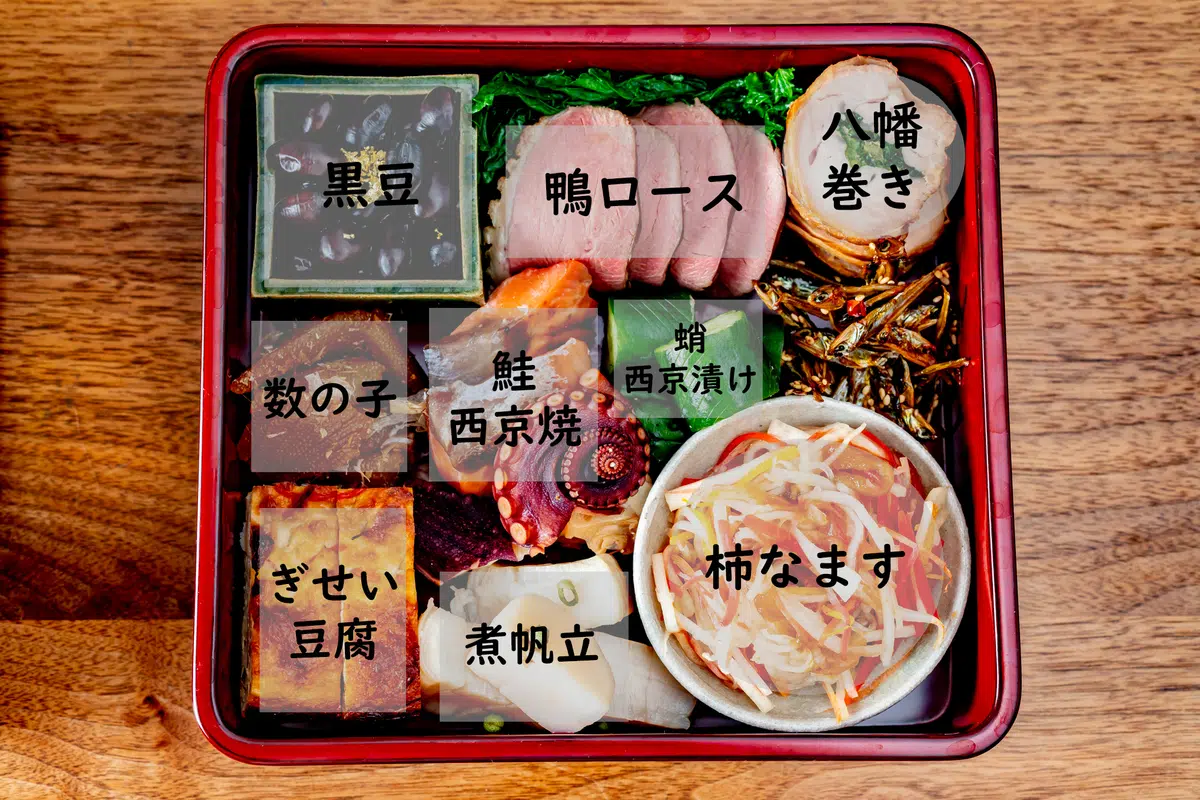 黒豆
鴨ロース
八幡
巻き
数の子
鮭
西京焼
蛸
西京漬け
ぎせい
豆腐
煮帆立
柿なます